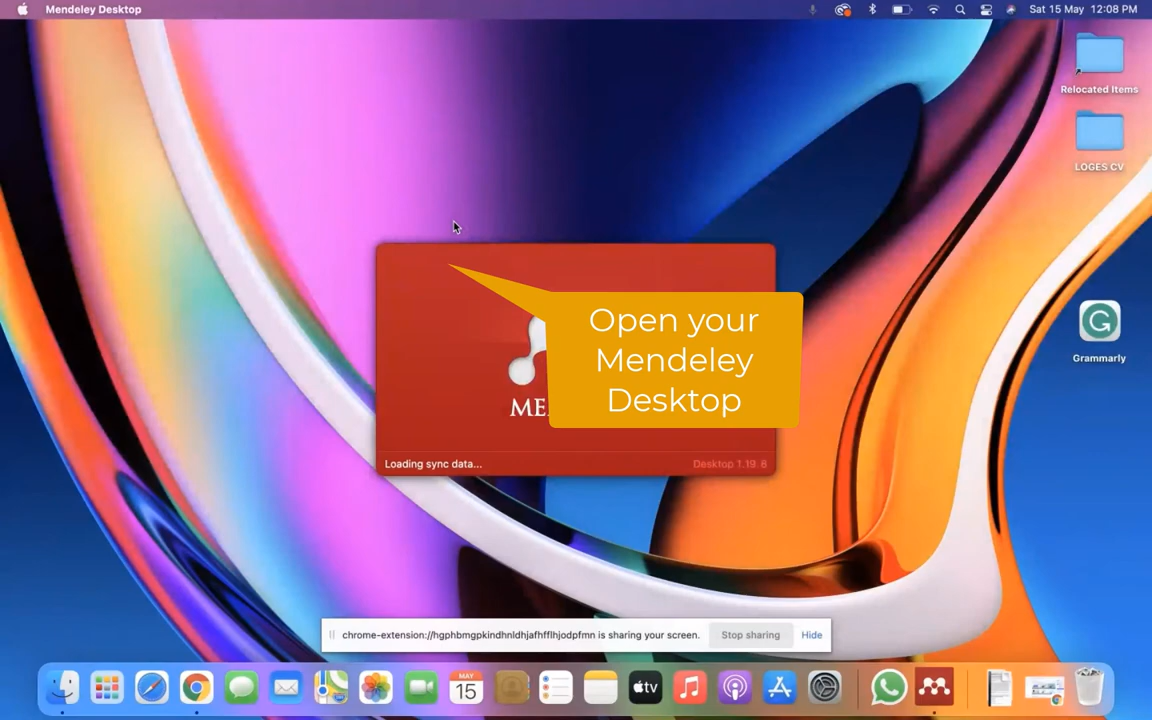 Mendeley Desktop
Sat 15 May 12:08 PM
Relocated Items
LOGES CV
Open your
Mendeley
Desktop
ME
Grammarly
Loading sync data...
Desktop 1.19.8
chrome-extension://hgphbmgpkindhnldhjafhfflhjodpfmn is sharing your screen.
Stop sharing
Hide
MAY
15
tv